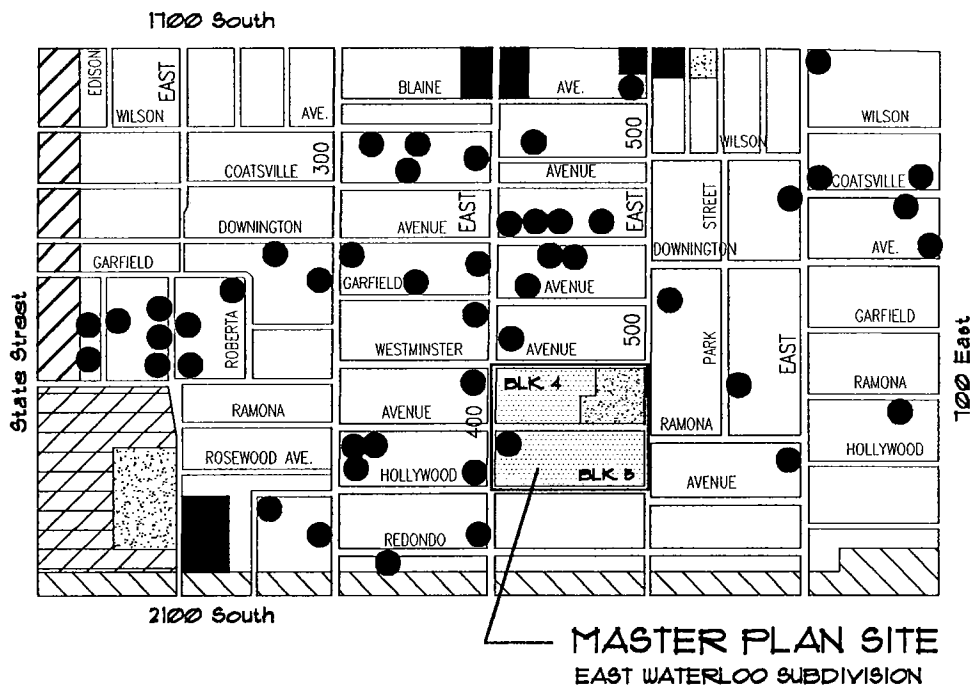 1700 South
EDISON
EAST
WILSON
AVE.
BLAINE
AVE.
WILSON
WILSON
300
500
COATSVILLE
AVENUE
COATSVILLE
DOWNINGTON
AVENUE
EAST
EAST
STREET
DOWNINGTON
AVE.
GARFIELD
GARFIELD
AVENUE
GARFIELD
State Street
ROBERTA
WESTMINSTER
AVENUE
500
PARK
EAST
700 East
RAMONA
AVENUE
400
BLK. 4
RAMONA
RAMONA
ROSEWOOD AVE.
HOLLYWOOD
BLK 5
AVENUE
HOLLYWOOD
REDONDO
2100 South
MASTER PLAN SITE
EAST WATERLOO SUBDIVISION